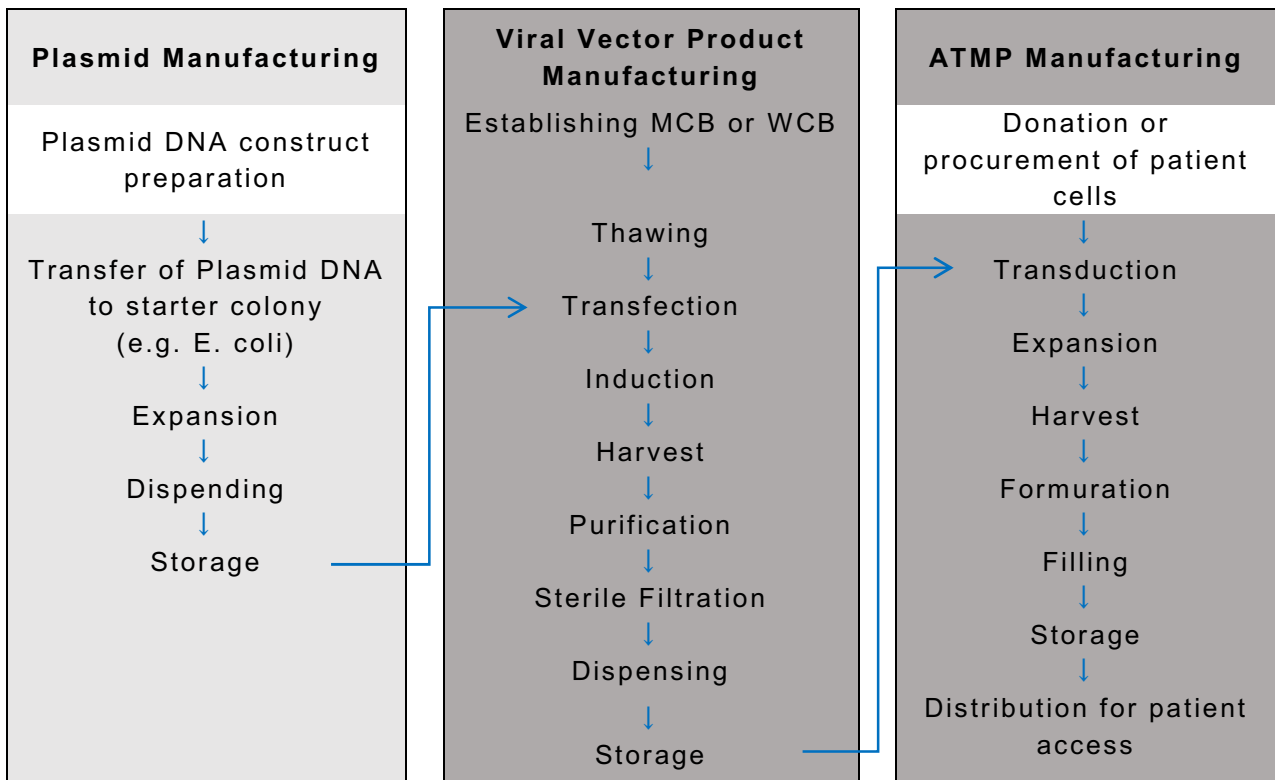 Plasmid Manufacturing
Plasmid DNA construct
preparation
↓
Transfer of Plasmid DNA
to starter colony
(e.g. E. coli)
↓
Expansion
↓
Dispending
↓
Storage
Viral Vector Product
Manufacturing
Establishing MCB or WCB
↓
Thawing
↓
Transfection
↓
Induction
↓
Harvest
↓
Purification
↓
Sterile Filtration
↓
Dispensing
↓
Storage
ATMP Manufacturing
Donation or
procurement of patient
cells
↓
Transduction
↓
Expansion
↓
Harvest
↓
Formuration
↓
Filling
↓
Storage
↓
Distribution for patient
access